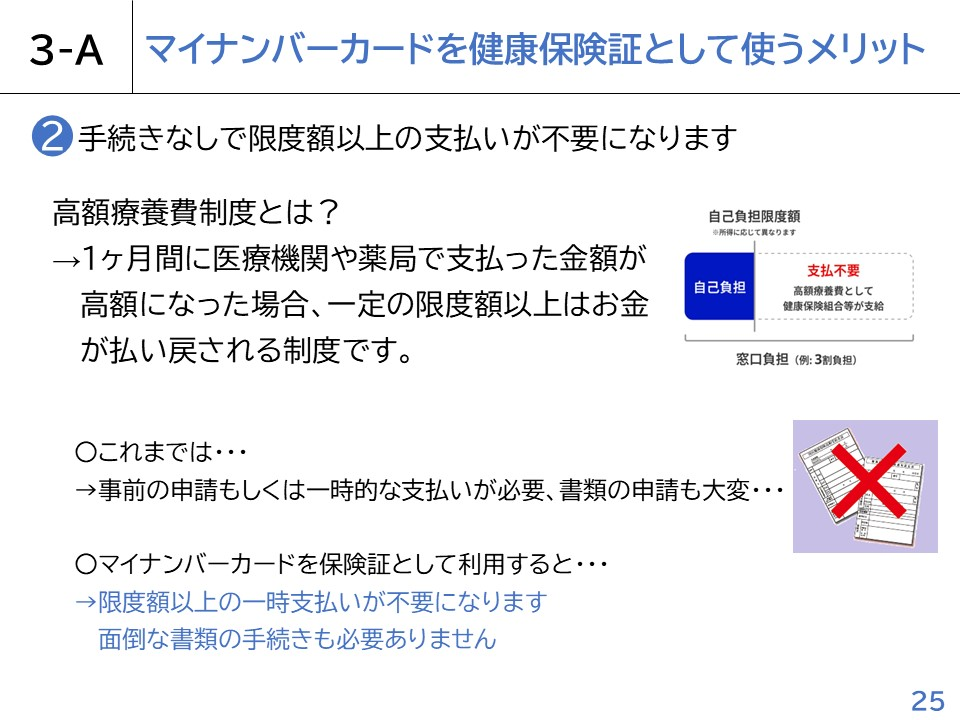 3-A
マイナンバーカードを健康保険証として使うメリット
2 手続きなしで限度額以上の支払いが不要になります
高額療養費制度とは？
→1ヶ月間に医療機関や薬局で支払った金額が
高額になった場合、一定の限度額以上はお金
が払い戻される制度です。
自己負担限度額
※所得に応じて異なります
自己負担
支払不要
高額療養費として
健康保険組合等が支給
窓口負担（例: 3割負担）
〇これまでは・・・
→事前の申請もしくは一時的な支払いが必要、書類の申請も大変・・・
〇マイナンバーカードを保険証として利用すると・・・
→限度額以上の一時支払いが不要になります
面倒な書類の手続きも必要ありません
25